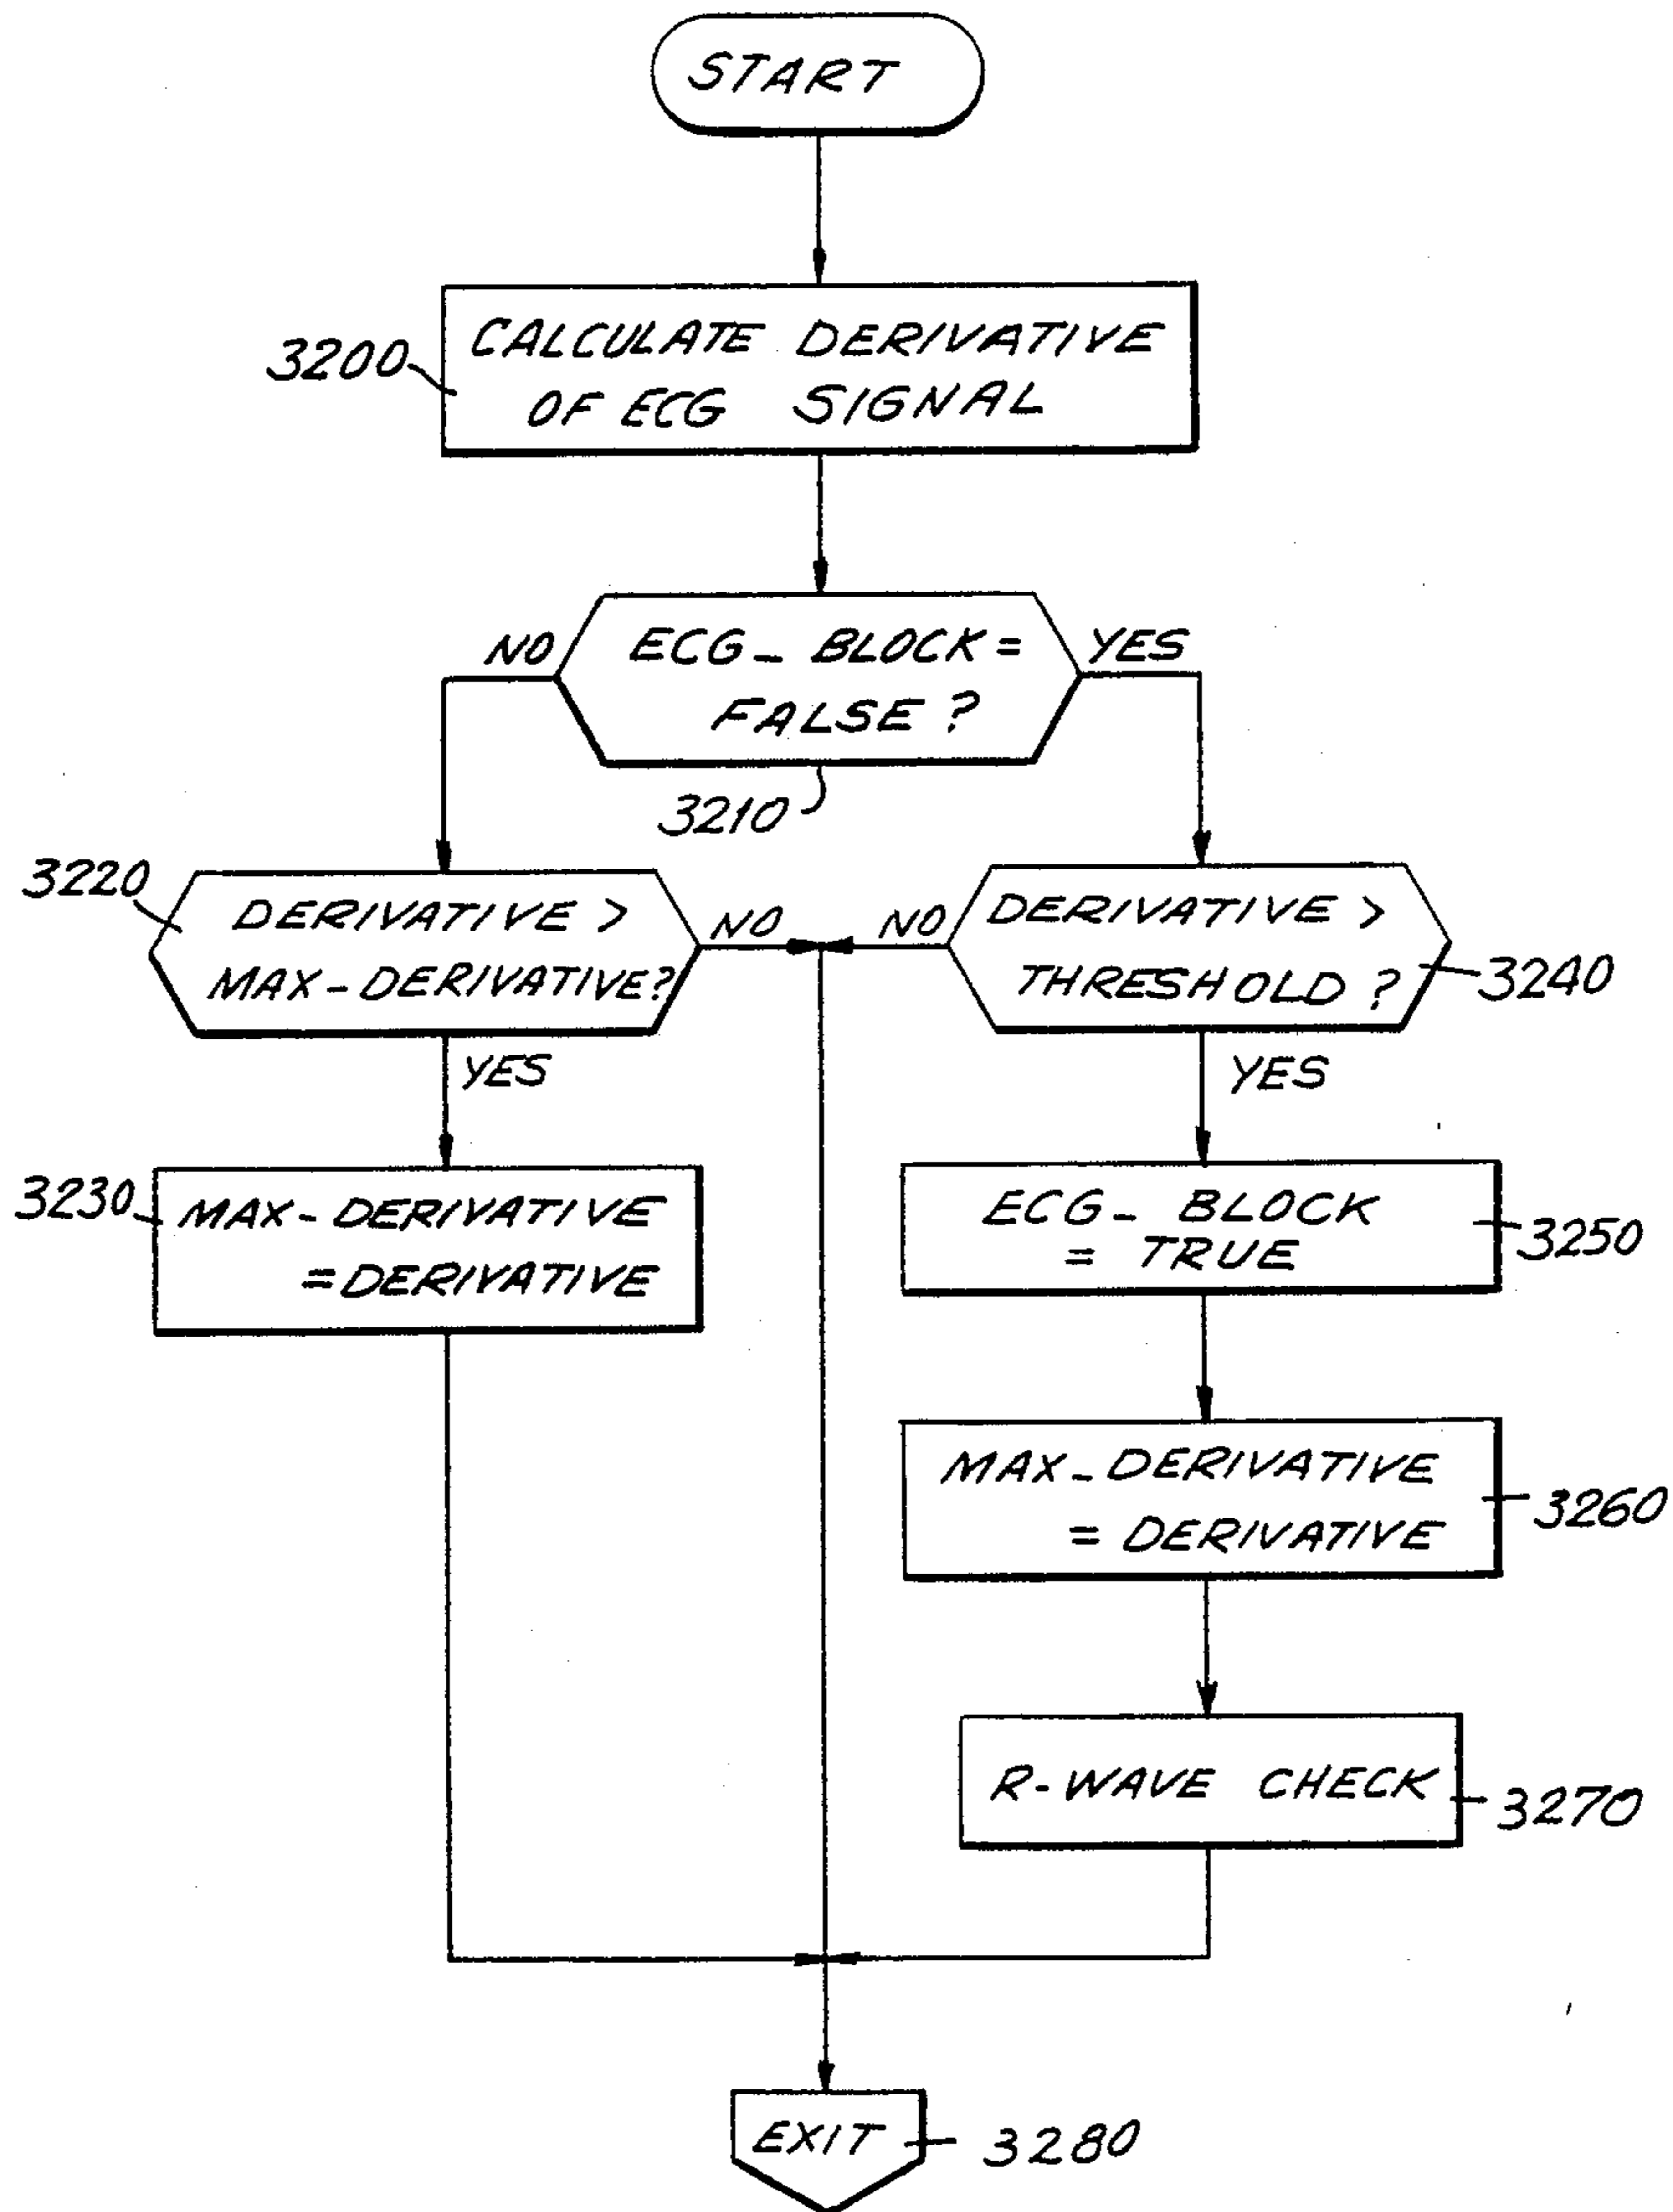 START
3200
CALCULATE DERIVATIVE
OF ECG SIGNAL
NO
ECG_ BLOCK =
FALSE ?
YES
3210
3220
DERIVATIVE >
MAX-DERIVATIVE?
NO
NO
DERIVATIVE >
THRESHOLD ?
3240
YES
YES
3230
MAX-DERIVATIVE
= DERIVATIVE
ECG_ BLOCK
= TRUE
3250
MAX_DERIVATIVE
= DERIVATIVE
3260
R-WAVE CHECK
3270
EXIT
3280